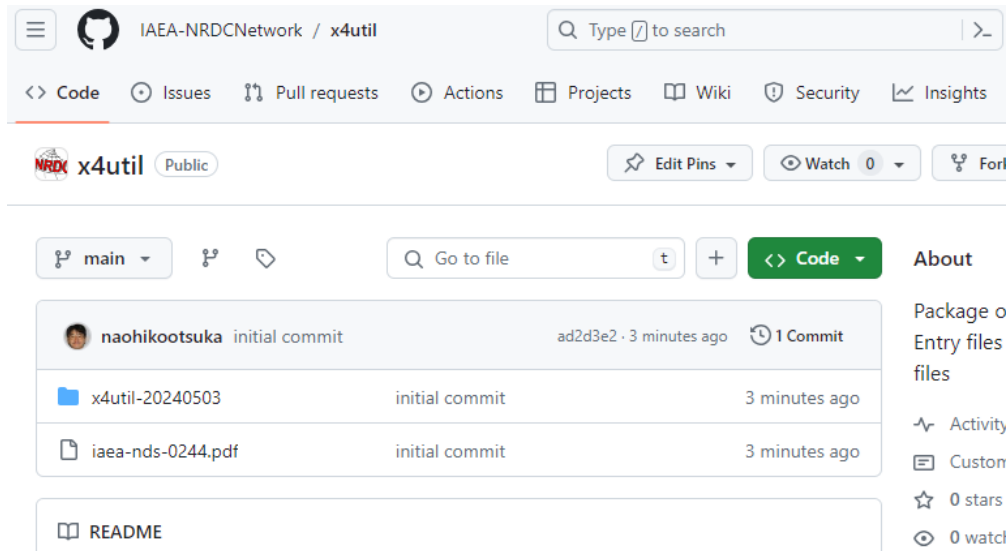 IAEA-NRDCNetwork / x4util
Type / to search
Code Issues Pull requests Actions Projects Wiki Security Insights
NRDC x4util Public Edit Pins Watch 0
main Go to file t Code
About
naohikootsuka initial commit ad2d3e2 · 3 minutes ago 1 Commit
Package
Entry files
files
x4util-20240503 initial commit 3 minutes ago
iaea-nds-0244.pdf initial commit 3 minutes ago
Activity
0 stars
0
README